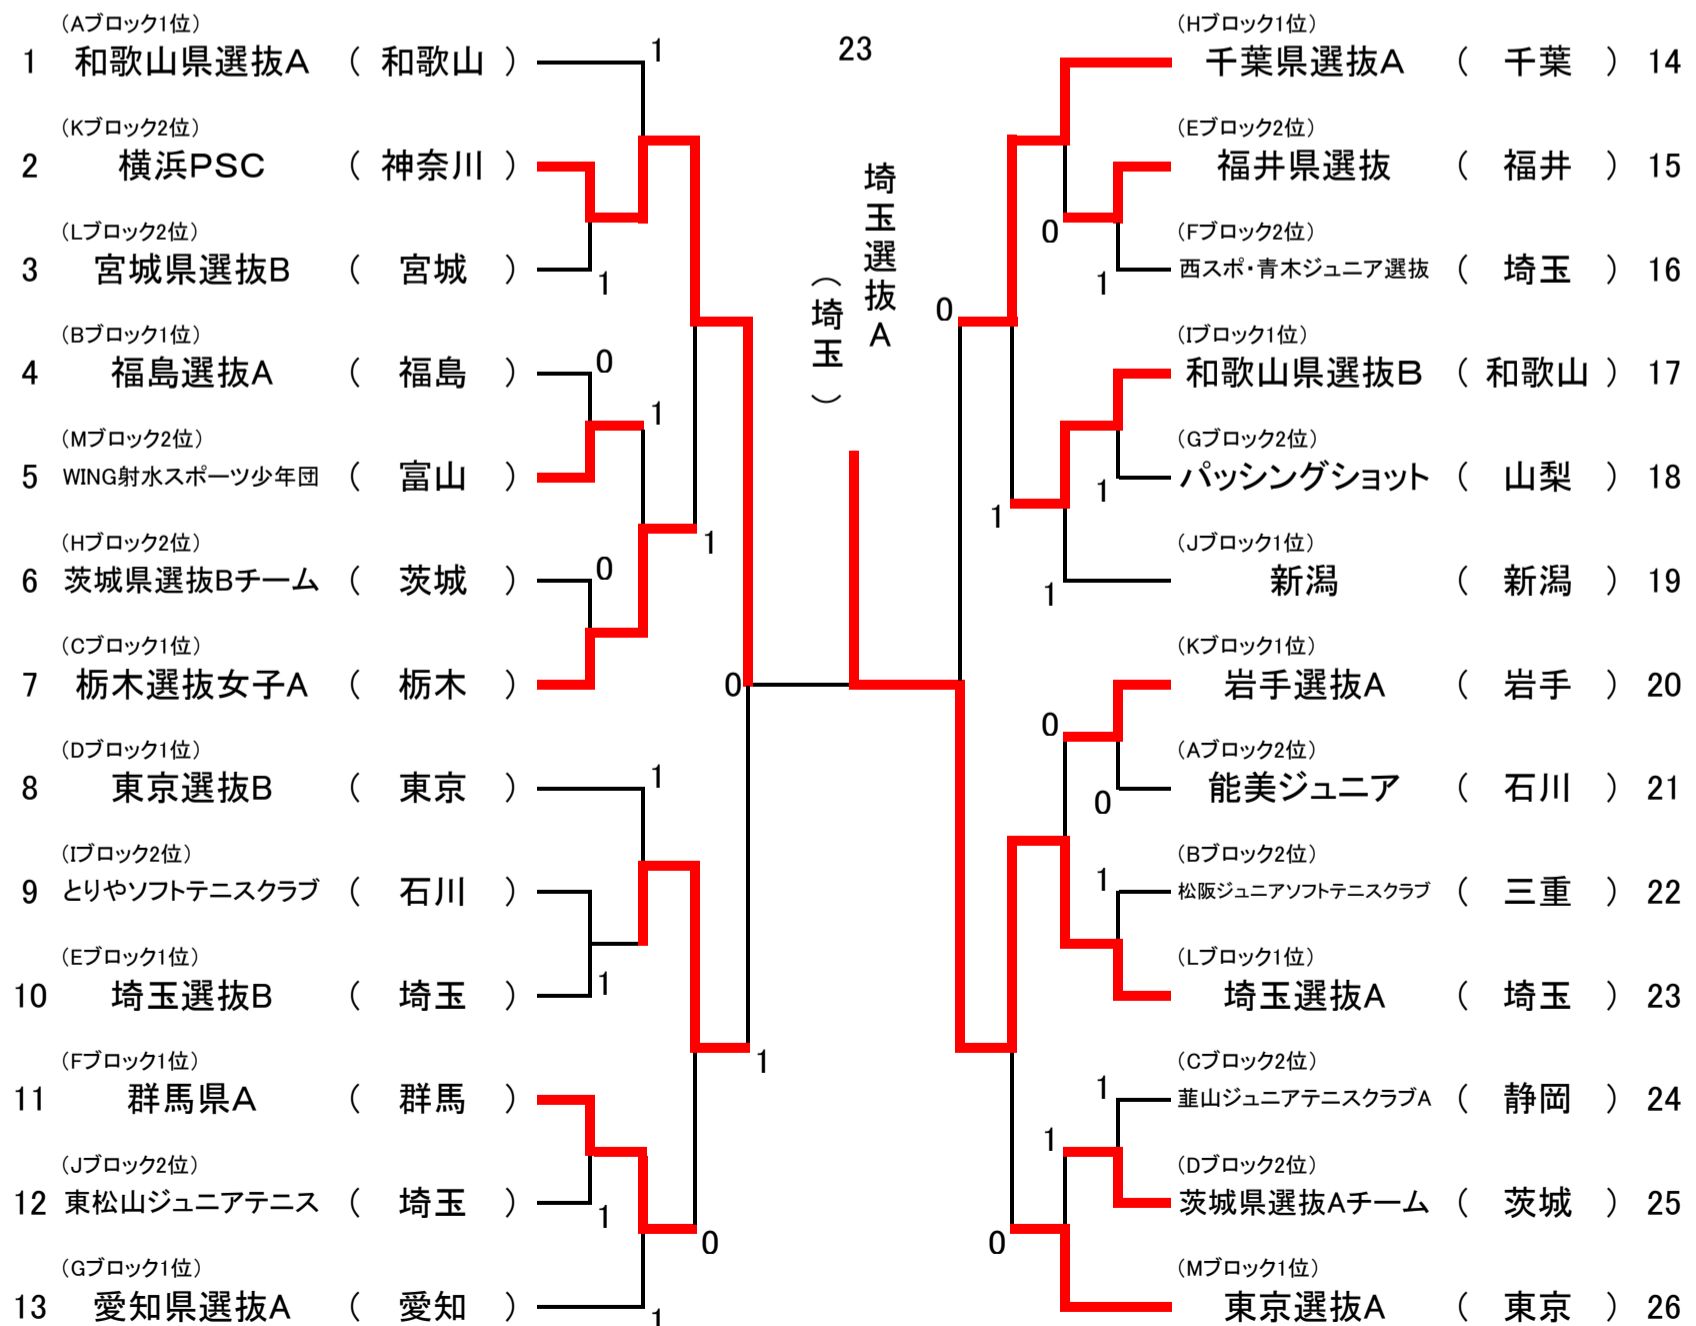 (Aブロック1位)
1 和歌山県選抜A ( 和歌山 )
1
(Kブロック2位)
2 横浜PSC ( 神奈川 )
(Lブロック2位)
3 宮城県選抜B ( 宮城 )
1
(Bブロック1位)
4 福島選抜A ( 福島 )
0
1
(Mブロック2位)
5 WING射水スポーツ少年団 ( 富山 )
1
(Hブロック2位)
6 茨城県選抜Bチーム ( 茨城 )
0
(Cブロック1位)
7 栃木選抜女子A ( 栃木 )
0
(Dブロック1位)
8 東京選抜B ( 東京 )
1
(Iブロック2位)
9 とりやソフトテニスクラブ ( 石川 )
(Eブロック1位)
10 埼玉選抜B ( 埼玉 )
1
1
(Fブロック1位)
11 群馬県A ( 群馬 )
(Jブロック2位)
12 東松山ジュニアテニス ( 埼玉 )
1
0
(Gブロック1位)
13 愛知県選抜A ( 愛知 )
1
23
埼玉選抜A
(埼玉)
(Hブロック1位)
千葉県選抜A ( 千葉 ) 14
(Eブロック2位)
福井県選抜 ( 福井 ) 15
0
(Fブロック2位)
西スポ・青木ジュニア選抜 ( 埼玉 ) 16
1
0
(Iブロック1位)
和歌山県選抜B ( 和歌山 ) 17
(Gブロック2位)
パッシングショット ( 山梨 ) 18
1
1
(Jブロック1位)
新潟 ( 新潟 ) 19
1
(Kブロック1位)
岩手選抜A ( 岩手 ) 20
0
(Aブロック2位)
能美ジュニア ( 石川 ) 21
0
(Bブロック2位)
1
松阪ジュニアソフトテニスクラブ ( 三重 ) 22
(Lブロック1位)
埼玉選抜A ( 埼玉 ) 23
(Cブロック2位)
1
韮山ジュニアテニスクラブA ( 静岡 ) 24
1
(Dブロック2位)
茨城県選抜Aチーム ( 茨城 ) 25
0
(Mブロック1位)
東京選抜A ( 東京 ) 26